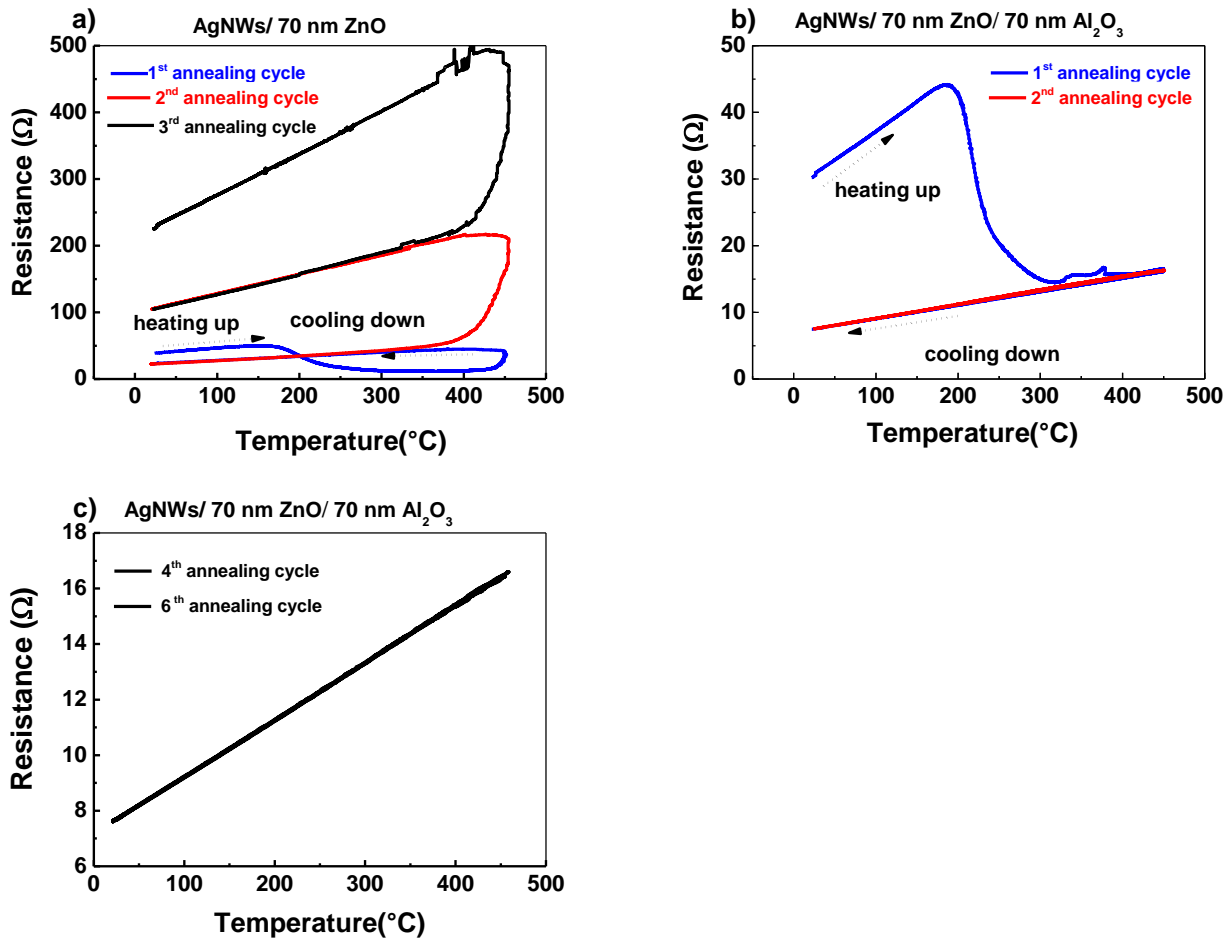 a)
AgNWs/ 70 nm ZnO
500
400
300
200
100
0
1st annealing cycle
2nd annealing cycle
3rd annealing cycle
heating up
cooling down
Resistance (Ω)
0 100 200 300 400 500
Temperature(°C)
b)
AgNWs/ 70 nm ZnO/ 70 nm Al2O3
50
40
30
20
10
0
1st annealing cycle
2nd annealing cycle
heating up
cooling down
Resistance (Ω)
0 100 200 300 400 500
Temperature(°C)
c)
AgNWs/ 70 nm ZnO/ 70 nm Al2O3
18
16
14
12
10
8
6
4th annealing cycle
6th annealing cycle
Resistance (Ω)
0 100 200 300 400 500
Temperature(°C)